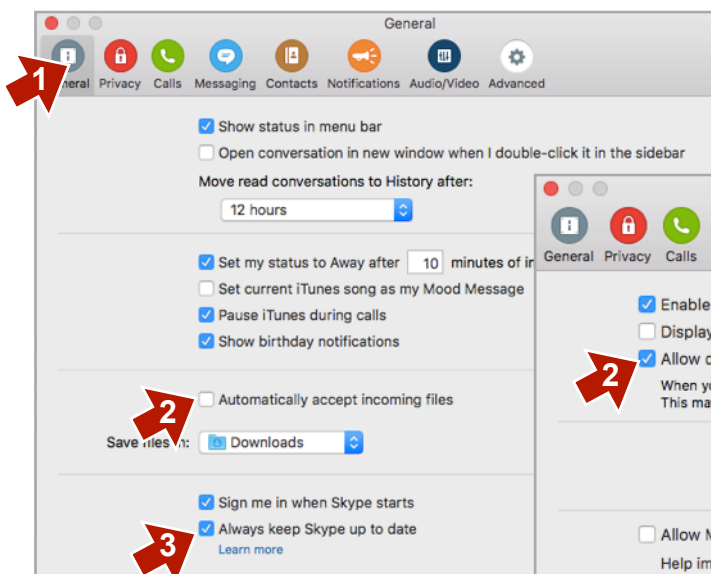 General
1
General Privacy Calls Messaging Contacts Notifications Audio/Video Advanced
Show status in menu bar
Open conversation in new window when I double-click it in the sidebar
Move read conversations to History after:
12 hours
Set my status to Away after 10 minutes of
Set current iTunes song as my Mood Message
Pause iTunes during calls
Show birthday notifications
2
Automatically accept incoming files
Save files in: Downloads
Sign me in when Skype starts
3
Always keep Skype up to date
Learn more
General Privacy Calls
Enable
Display
2
Allow
When
This
Allow
Help